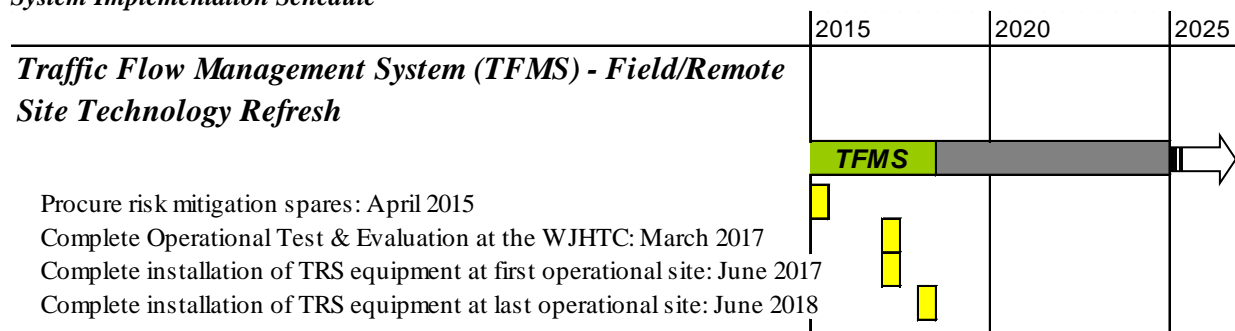 System Implementation Schedule
2015 2020 2025
Traffic Flow Management System (TFMS) - Field/Remote
Site Technology Refresh
TFMS
Procure risk mitigation spares: April 2015
Complete Operational Test & Evaluation at the WJHTC: March 2017
Complete installation of TRS equipment at first operational site: June 2017
Complete installation of TRS equipment at last operational site: June 2018